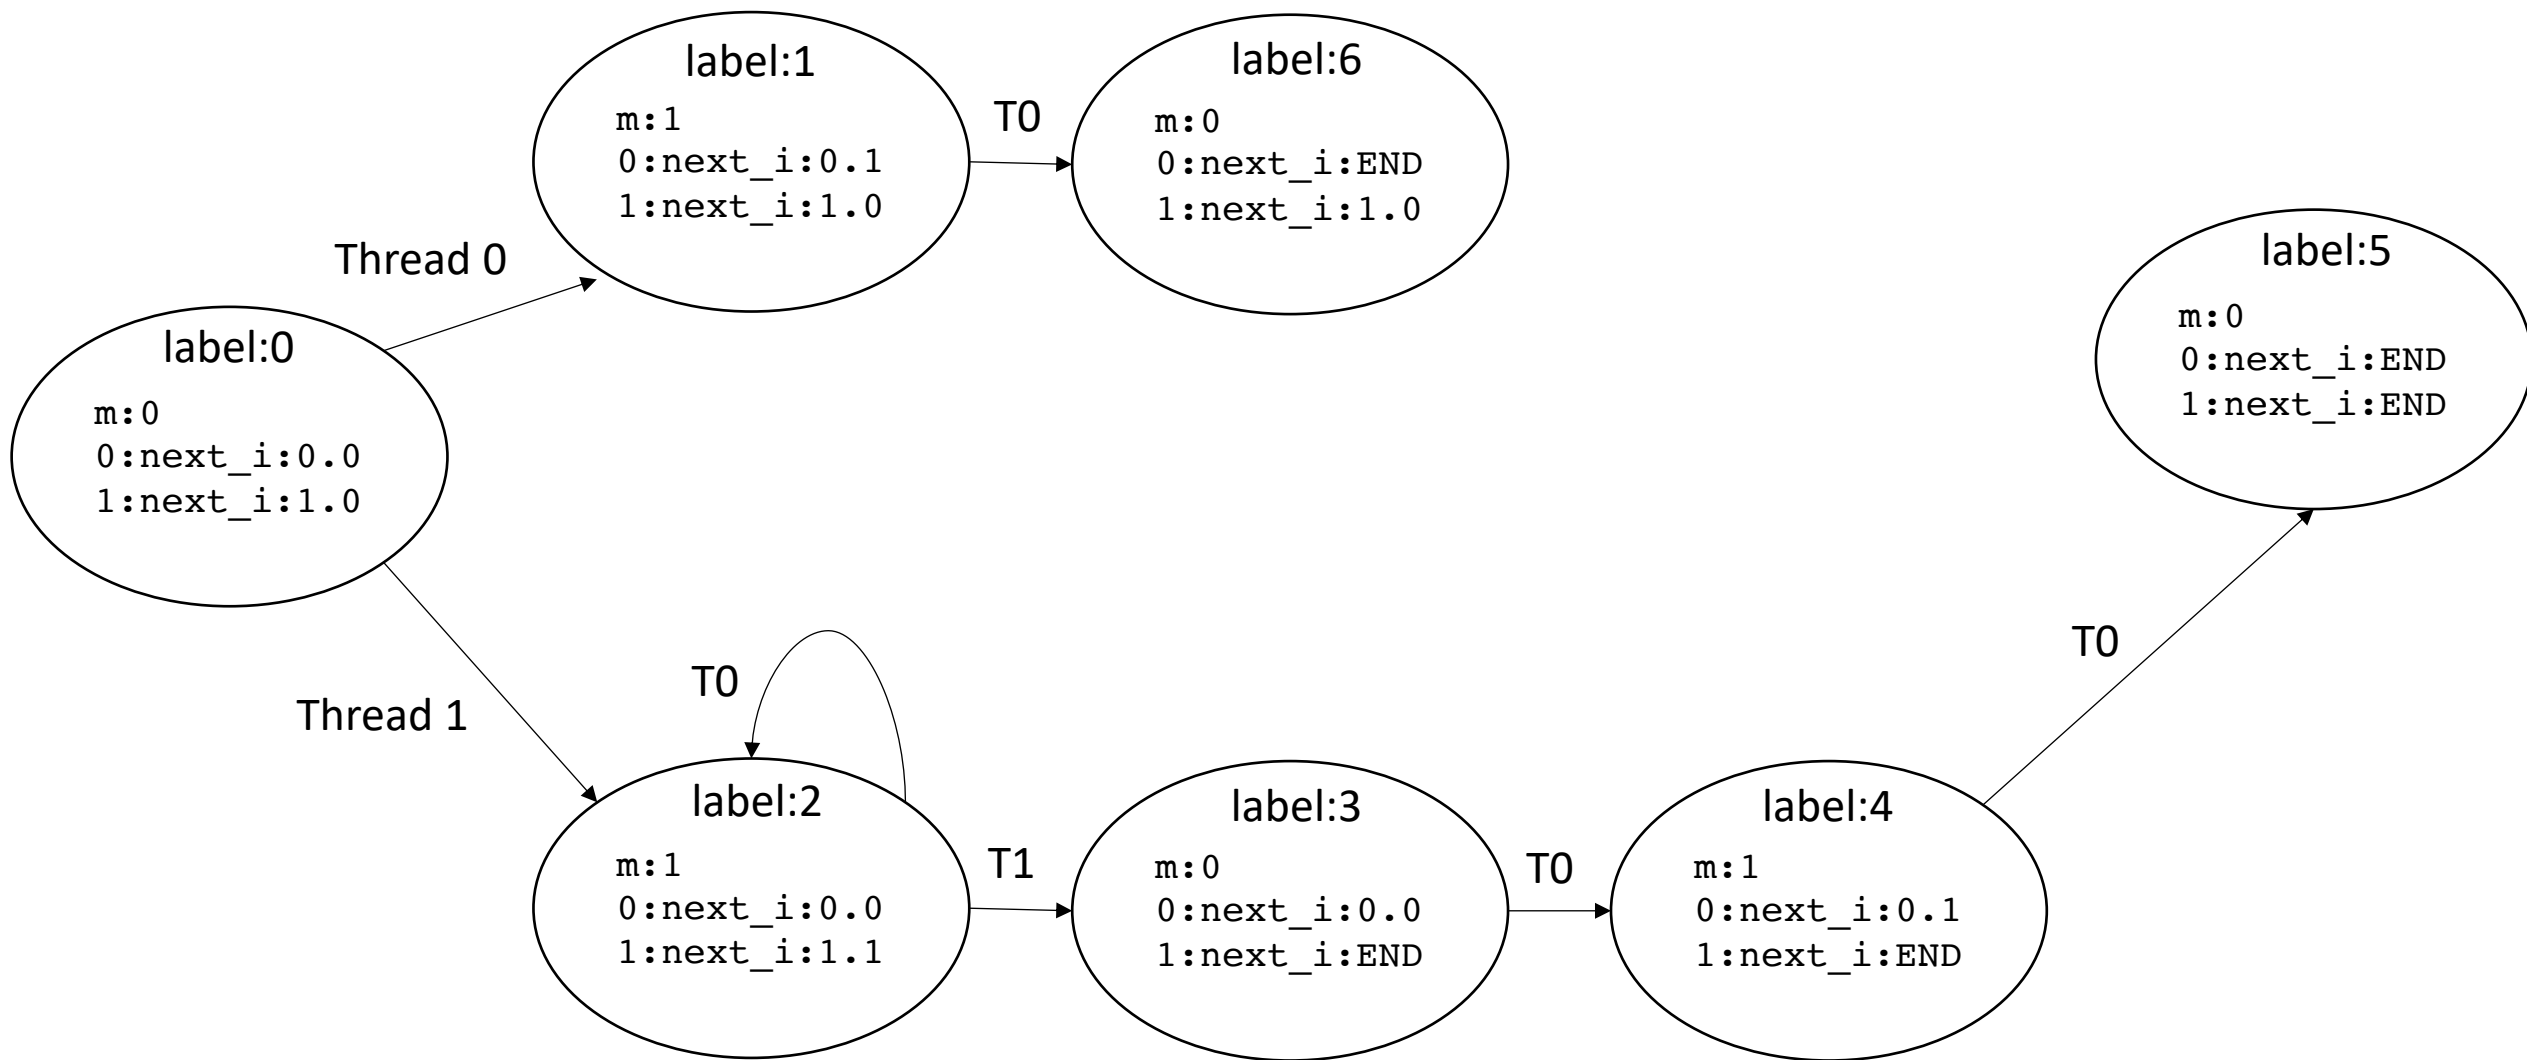 label:1
m:1
0:next_i:0.1
1:next_i:1.0
T0
label:6
m:0
0:next_i:END
1:next_i:1.0
Thread 0
label:5
m:0
0:next_i:END
1:next_i:END
label:0
m:0
0:next_i:0.0
1:next_i:1.0
T0
T0
Thread 1
label:2
m:1
0:next_i:0.0
1:next_i:1.1
T1
label:3
m:0
0:next_i:0.0
1:next_i:END
T0
label:4
m:1
0:next_i:0.1
1:next_i:END